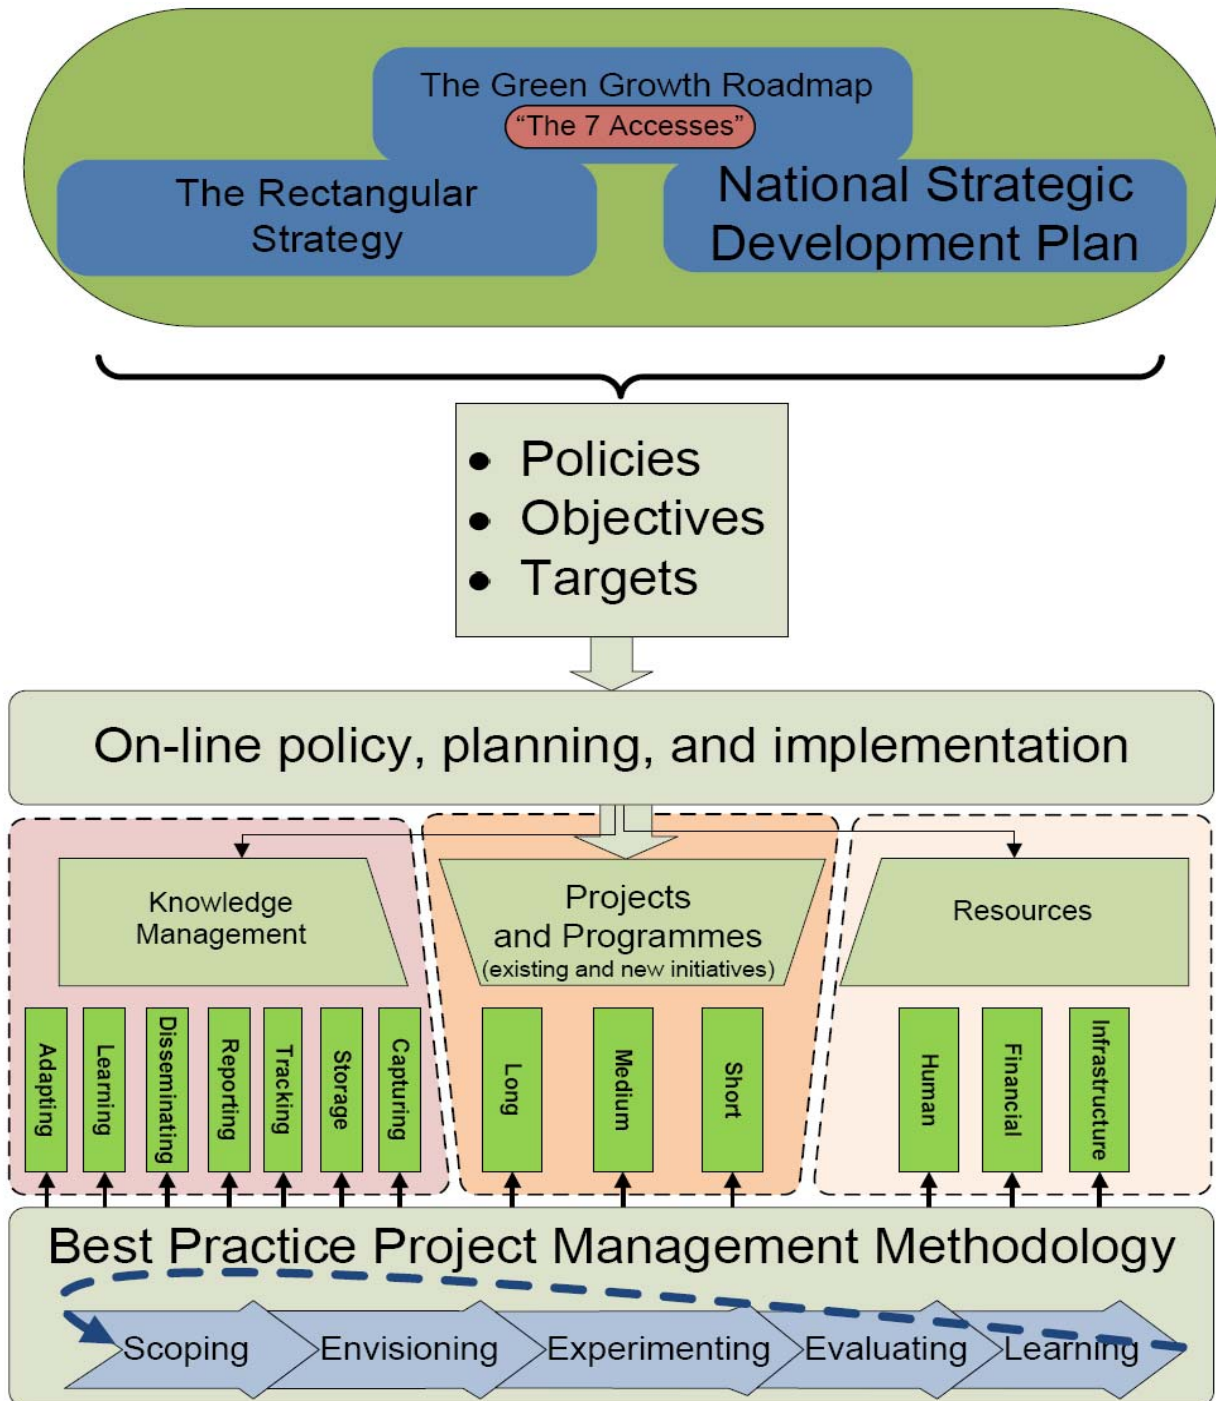 The Green Growth Roadmap
“The 7 Accesses”
The Rectangular
Strategy
National Strategic
Development Plan
• Policies
• Objectives
• Targets
On-line policy, planning, and implementation
Knowledge
Management
Projects
and Programmes
(existing and new initiatives)
Resources
Adapting
Learning
Disseminating
Reporting
Tracking
Storage
Capturing
Long
Medium
Short
Human
Financial
Infrastructure
Best Practice Project Management Methodology
Scoping
Envisioning
Experimenting
Evaluating
Learning